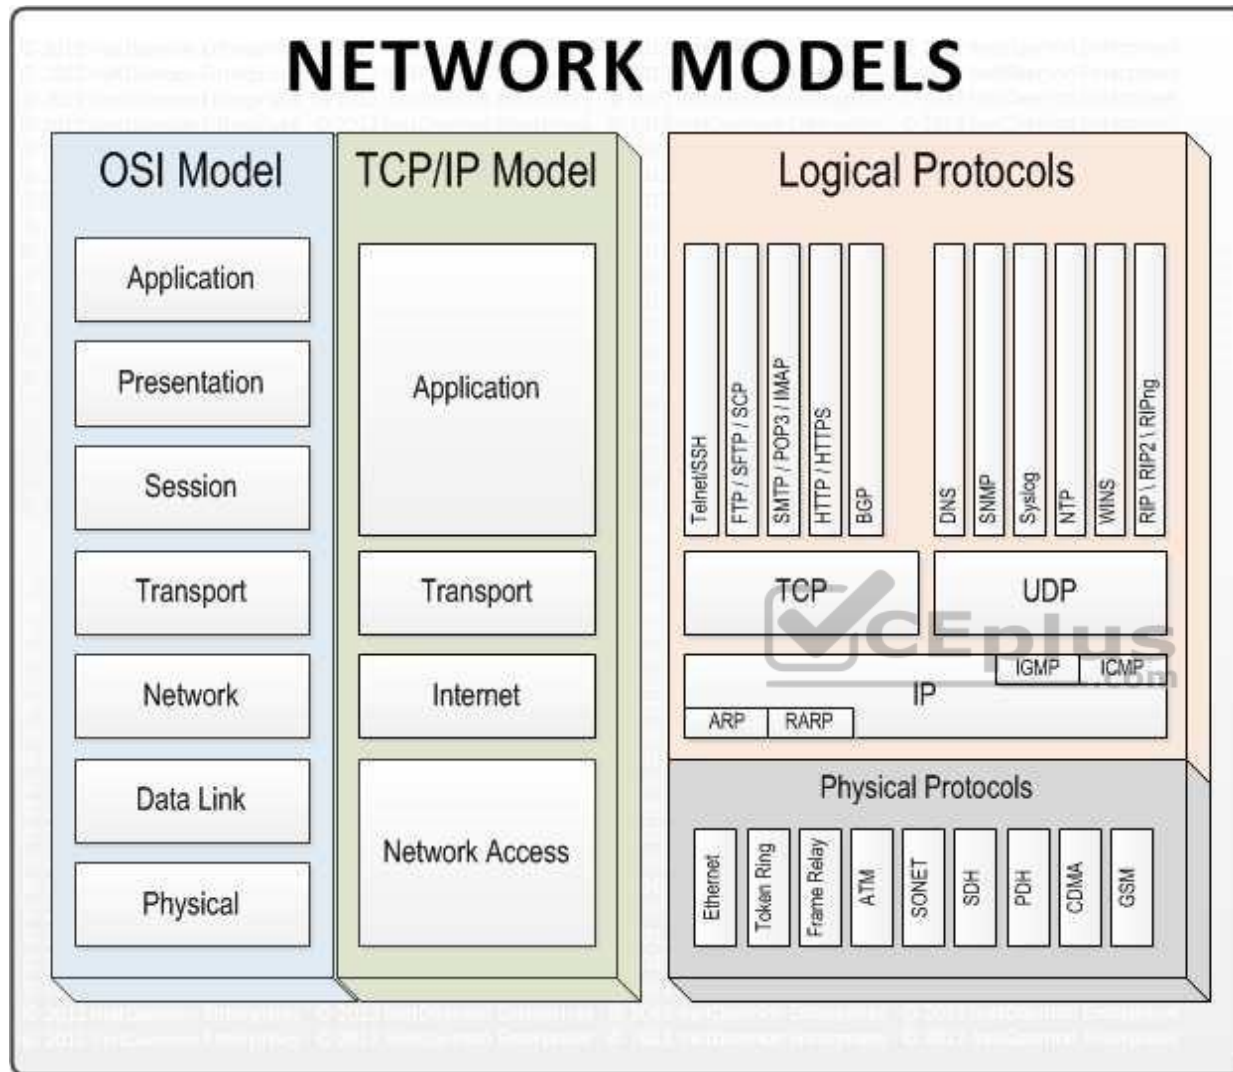 NETWORK MODELS
OSI Model
Application
Presentation
Session
Transport
Network
Data Link
Physical
TCP/IP Model
Application
Transport
Internet
Network Access
Logical Protocols
Telnet/SSH
FTP / SFTP / SCP
SMTP / POP3 / IMAP
HTTP / HTTPS
BGP
DNS
SNMP
Syslog
NTP
WINS
RIP \ RIP2 \ RIPng
TCP
UDP
CEplus
.com
IGMP
ICMP
IP
ARP
RARP
Physical Protocols
Ethernet
Token Ring
Frame Relay
ATM
SONET
SDH
PDH
CDMA
GSM